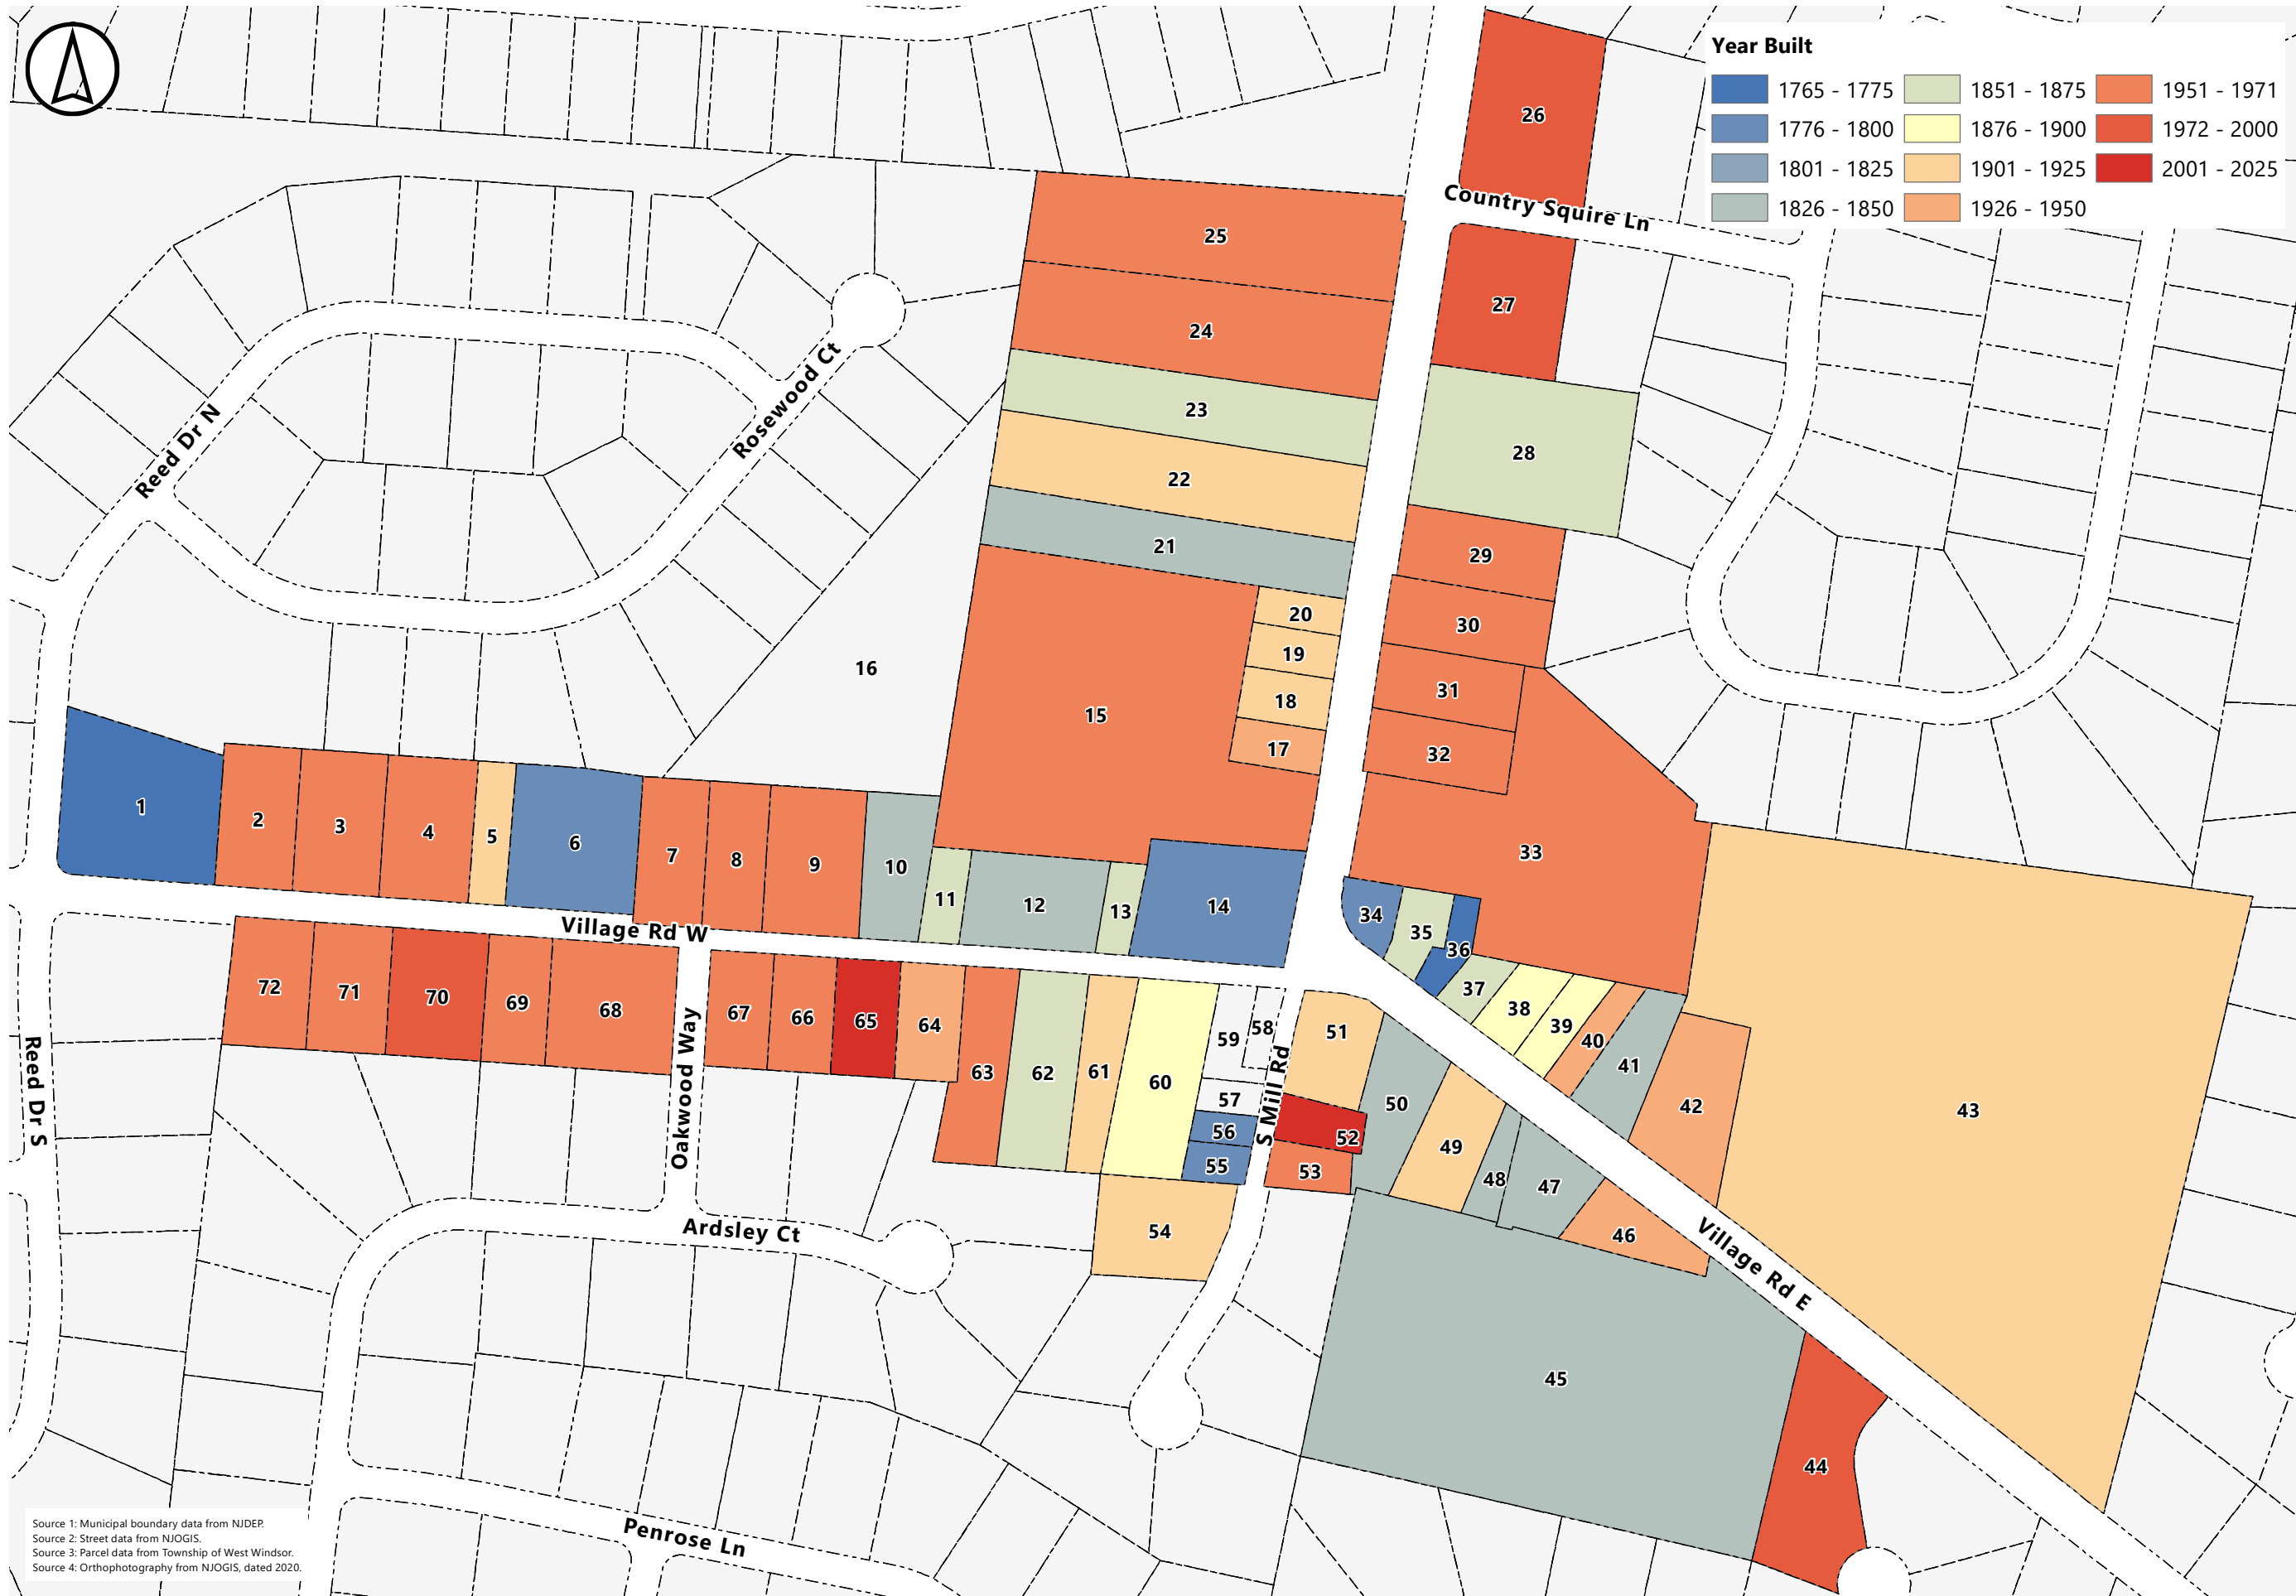 Year Built
1765 - 1775
1776 - 1800
1801 - 1825
1826 - 1850
1851 - 1875
1876 - 1900
1901 - 1925
1926 - 1950
1951 - 1971
1972 - 2000
2001 - 2025
26
Country Squire Ln
25
27
24
Rosewood Ct
Reed Dr N
23
28
22
21
29
20
30
19
16
31
18
15
17
32
1
2
3
4
5
6
7
8
9
10
11
12
13
14
33
34
35
36
Village Rd W
37
38
39
40
41
42
43
72
71
70
69
68
67
66
65
64
63
62
61
60
59
58
57
56
55
51
52
53
50
49
48
47
46
S Mill Rd
Oakwood Way
Reed Dr S
Ardsley Ct
54
Village Rd E
45
44
Penrose Ln
Source 1: Municipal boundary data from NJDEP.
Source 2: Street data from NJOGIS.
Source 3: Parcel data from Township of West Windsor.
Source 4: Orthophotography from NJOGIS, dated 2020.